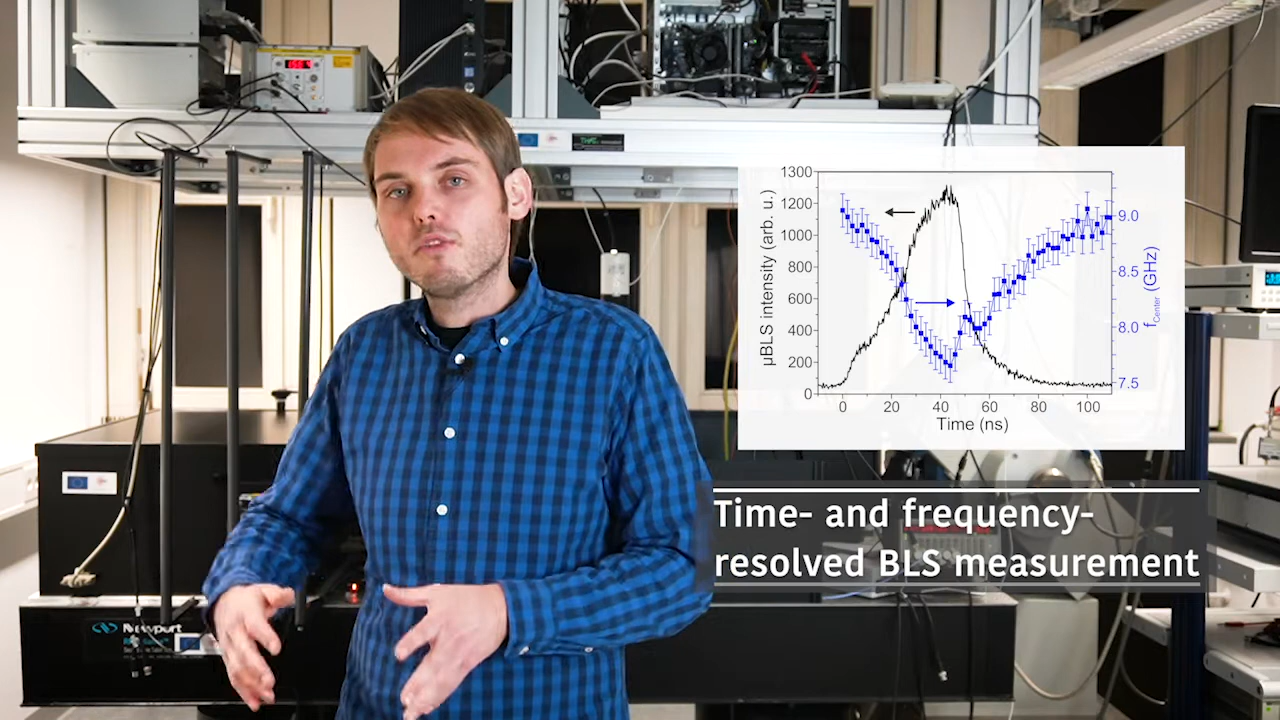 1300
1200
1000
800
600
400
200
0
µBLS intensity (arb. u.)
0 20 40 60 80 100
Time (ns)
9.0
8.5
8.0
7.5
fCenter (GHz)
Time- and frequency-
resolved BLS measurement
Newport